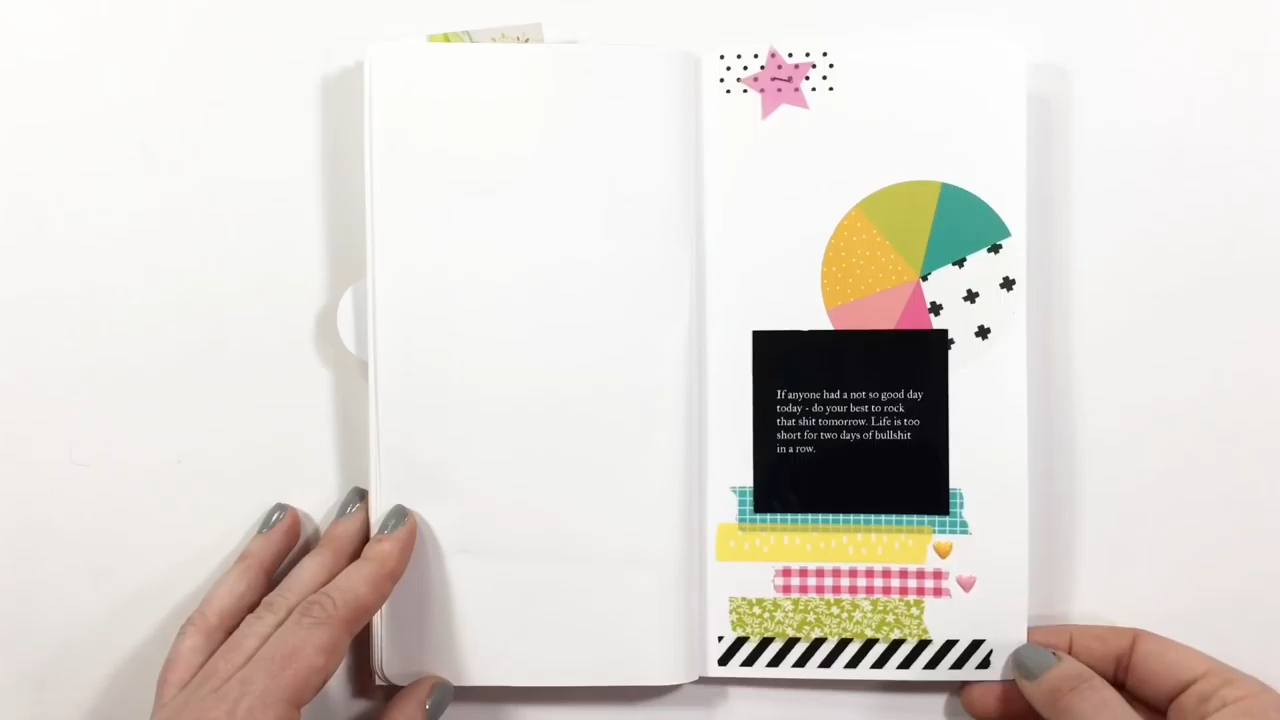 If anyone had a not so good day
today - do your best to rock
that shit tomorrow. Life is too
short for two days of bullshit
in a row.